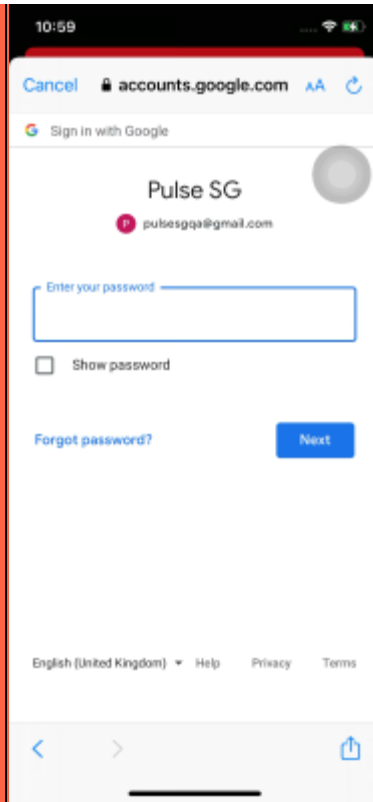 10:59
Cancel accounts.google.com AA
G Sign in with Google
Pulse SG
P pulsesgqa@gmail.com
Enter your password
Show password
Forgot password? Next
English (United Kingdom) Help Privacy Terms